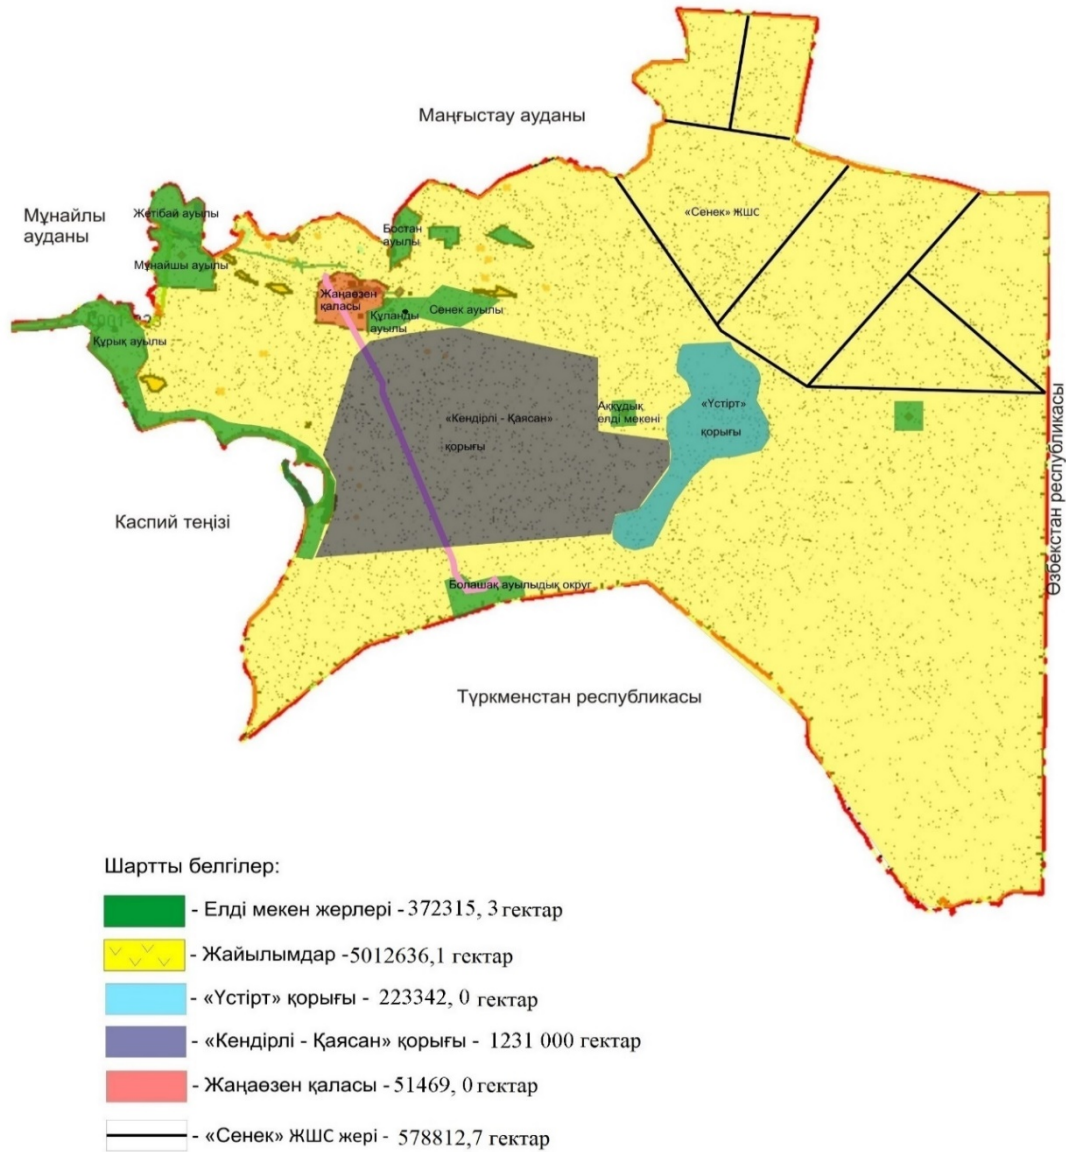 Маңғыстау ауданы
Мұнайлы
ауданы
Жетібай ауылы
«Сенек» ЖШС
Бостан
ауылы
Мұнайшы ауылы
Жаңаөзен
қаласы
Сенек ауылы
Құланды
ауылы
Құрық ауылы
«Үстірт»
қорығы
Аққұдық
елді мекені
«Кендірлі - Қаясан»
қорығы
Каспий теңізі
Өзбекстан республикасы
Болашақ ауылыдық округ
Түркменстан республикасы
Шартты белгілер:
- Елді мекен жерлері - 372315, 3 гектар
- Жайылымдар -5012636,1 гектар
- «Үстірт» қорығы - 223342, 0 гектар
- «Кендірлі - Қаясан» қорығы - 1231 000 гектар
- Жаңаөзен қаласы - 51469, 0 гектар
- «Сенек» ЖШС жері - 578812,7 гектар